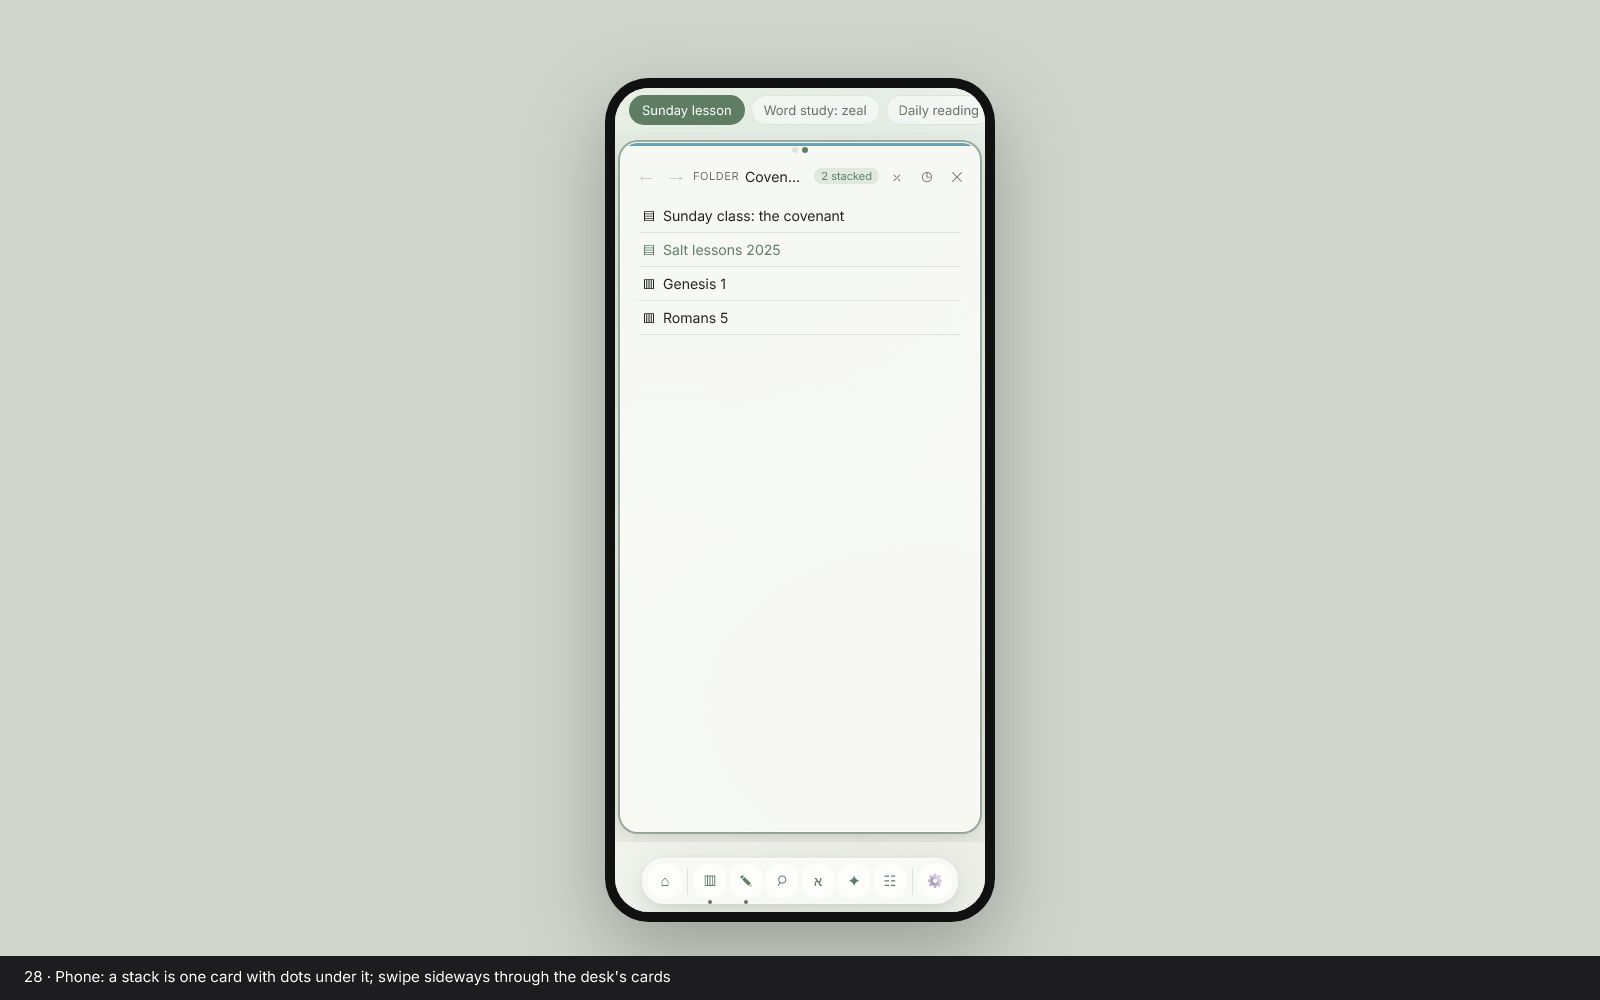 Sunday lesson Word study: zeal Daily reading
FOLDER Coven... 2 stacked
Sunday class: the covenant
Salt lessons 2025
Genesis 1
Romans 5
א
28 · Phone: a stack is one card with dots under it; swipe sideways through the desk's cards